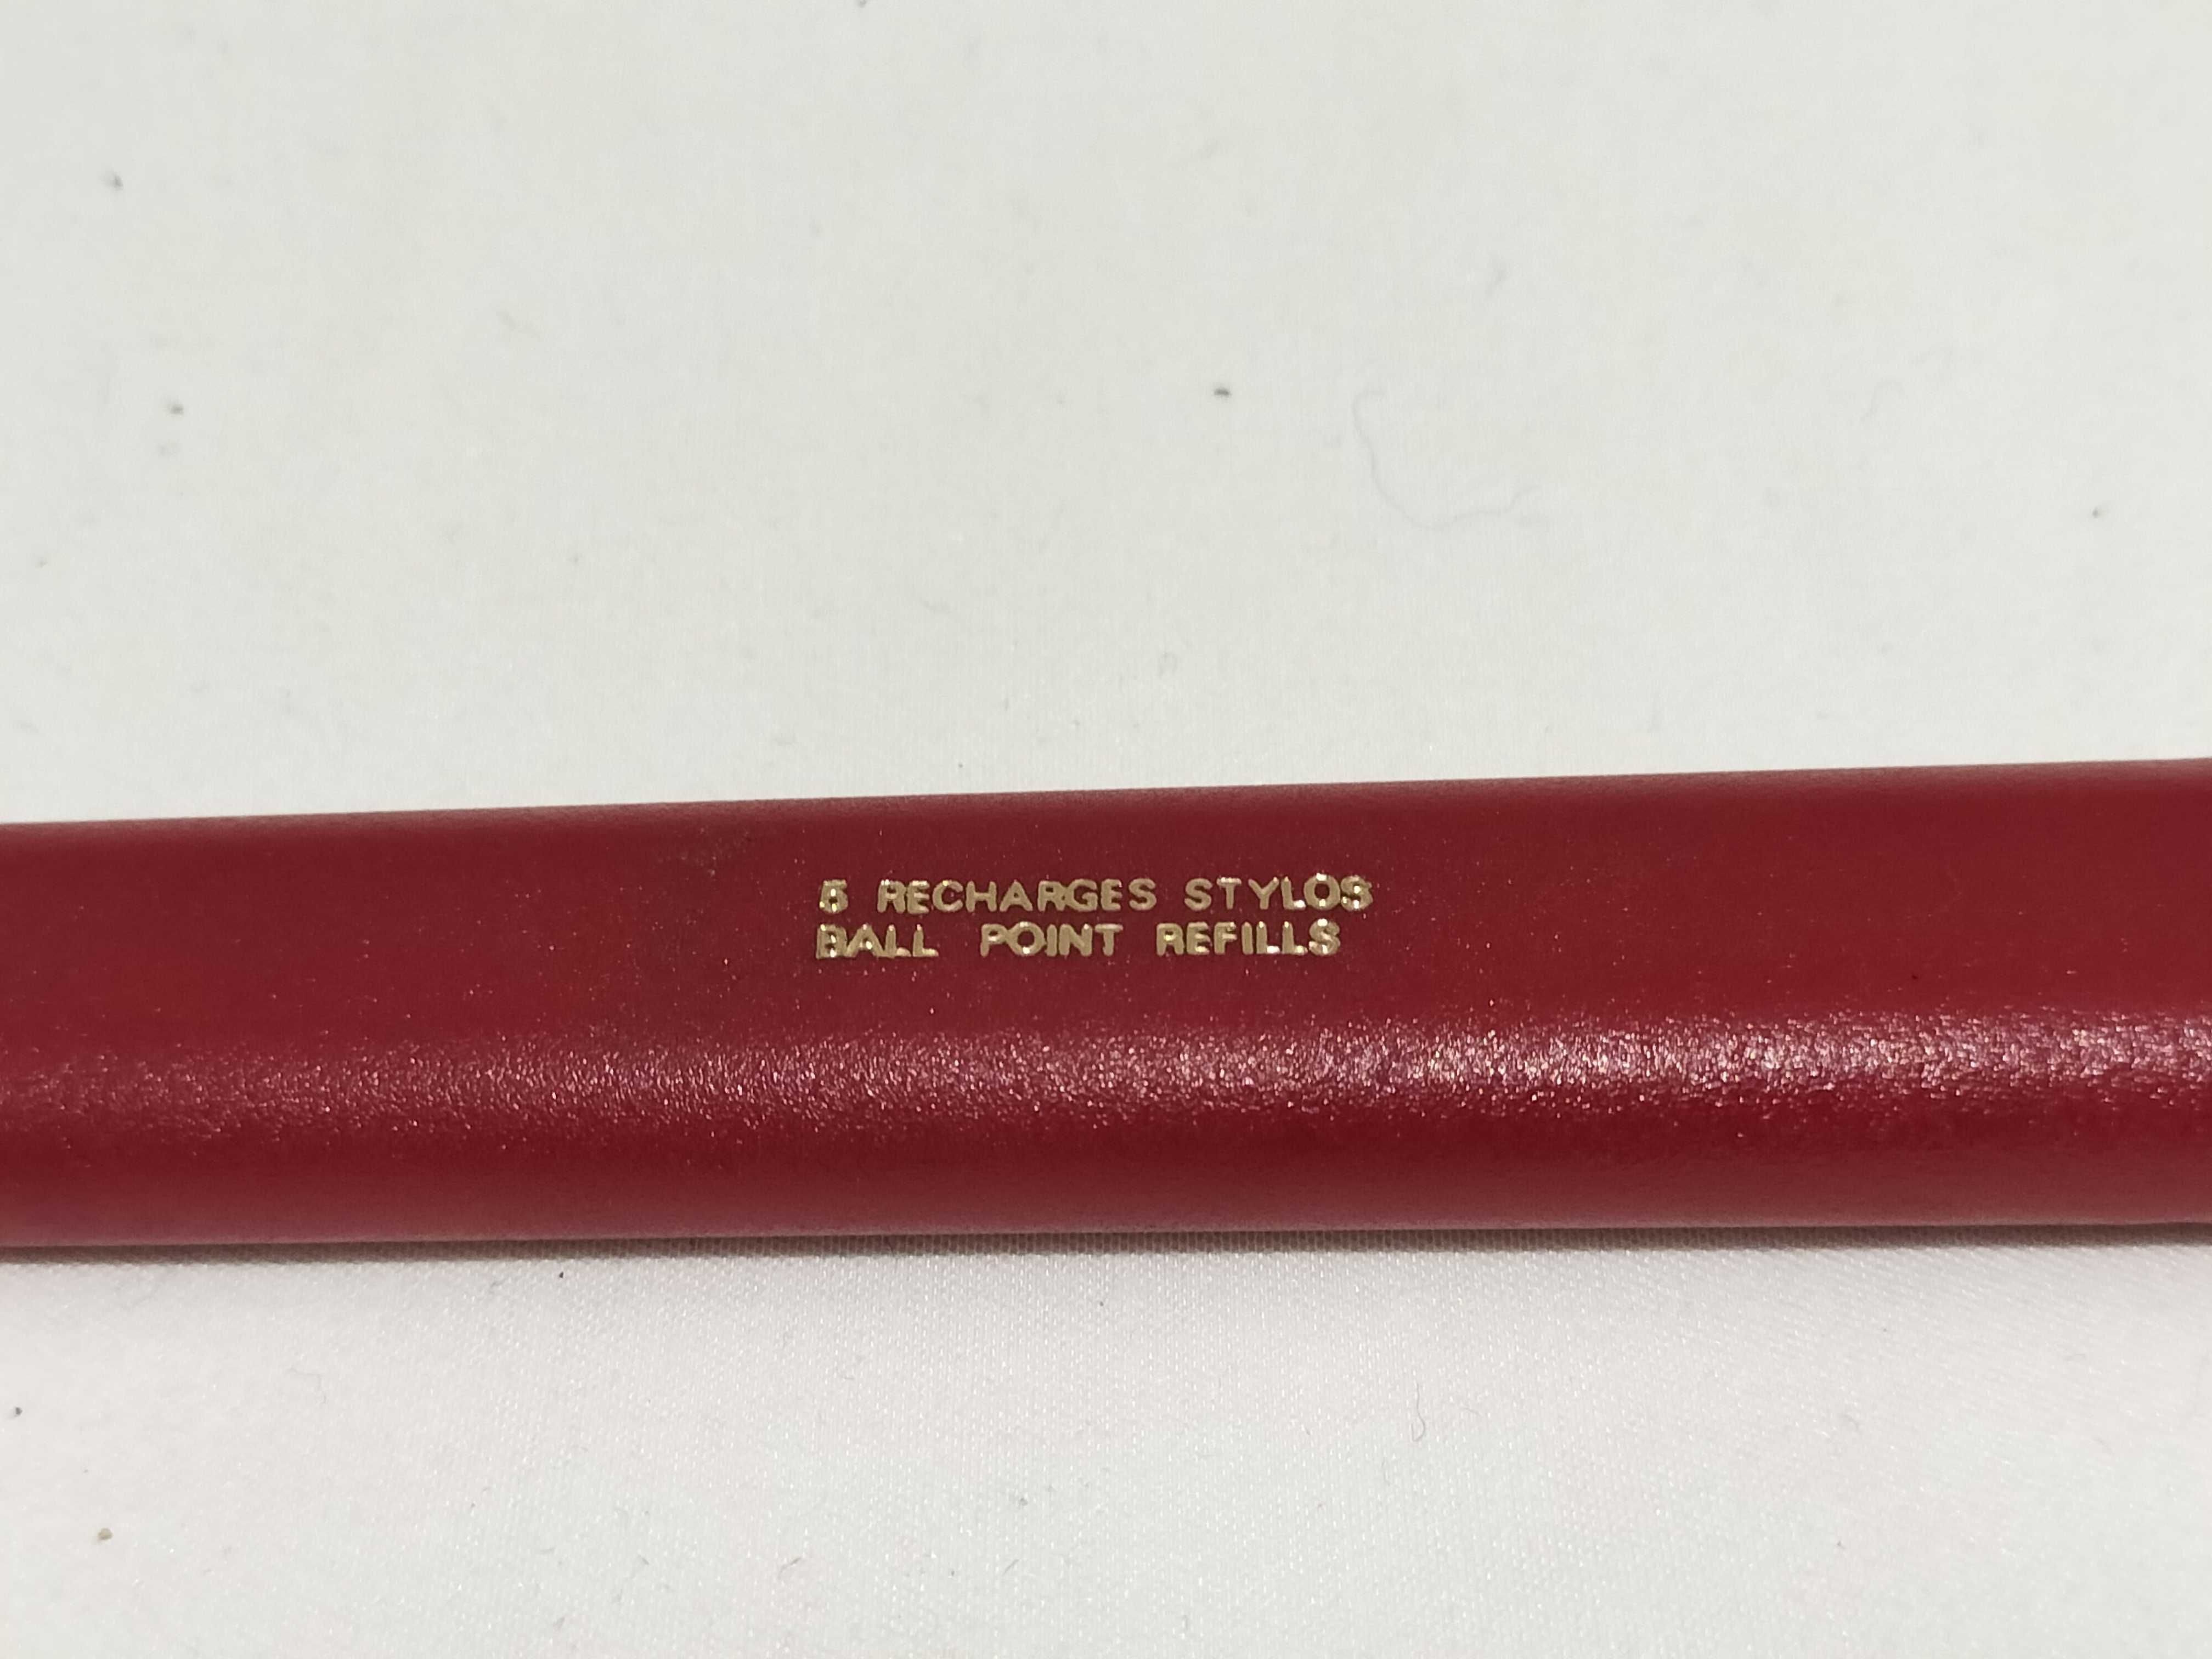 5 RECHARGES STYLOS
BALL POINT REFILLS